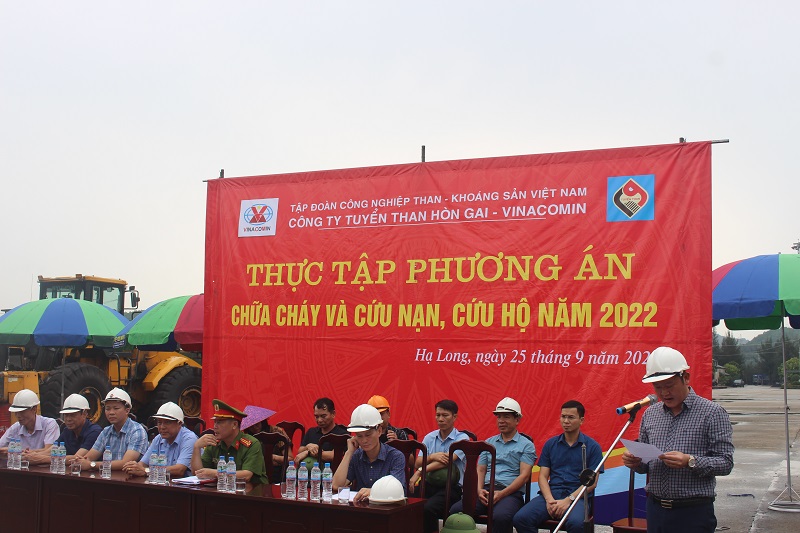 TẬP ĐOÀN CÔNG NGHIỆP THAN - KHOÁNG SẢN VIỆT NAM
CÔNG TY TUYỂN THAN HÒN GAI - VINACOMIN
VINACOMIN
THỰC TẬP PHƯƠNG ÁN
CHỮA CHÁY VÀ CỨU NẠN, CỨU HỘ NĂM 2022
Hạ Long, ngày 25 tháng 9 năm 202